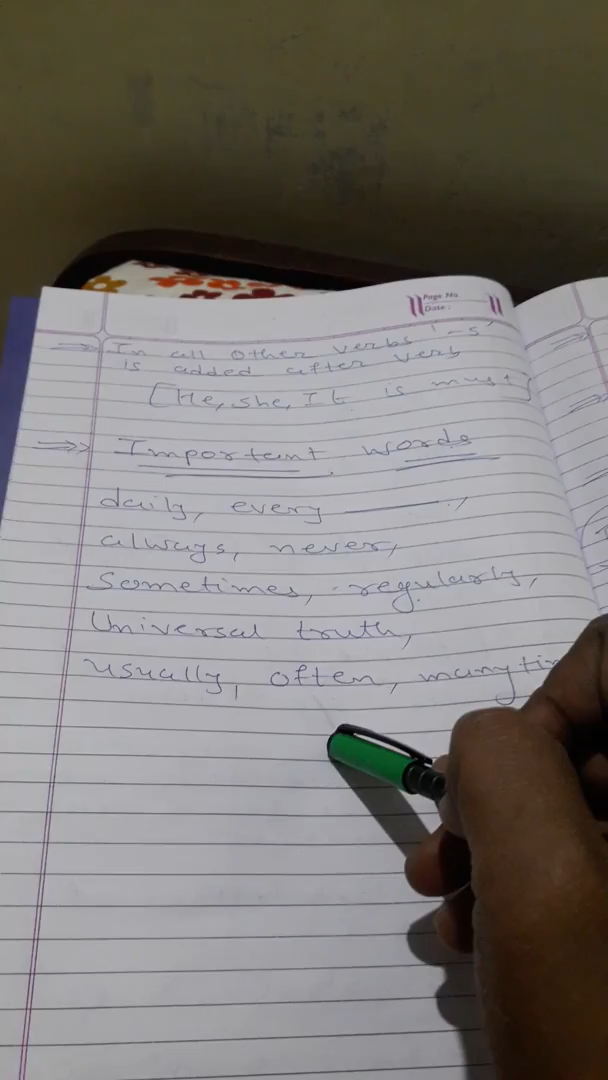 Page No.
Date :
⇒ In all other verbs '-s'
is added after verb
[He, she, It is must]
⇒ Important words
daily, every ———,
always, never,
Sometimes, regularly,
Universal truth,
usually, often, many